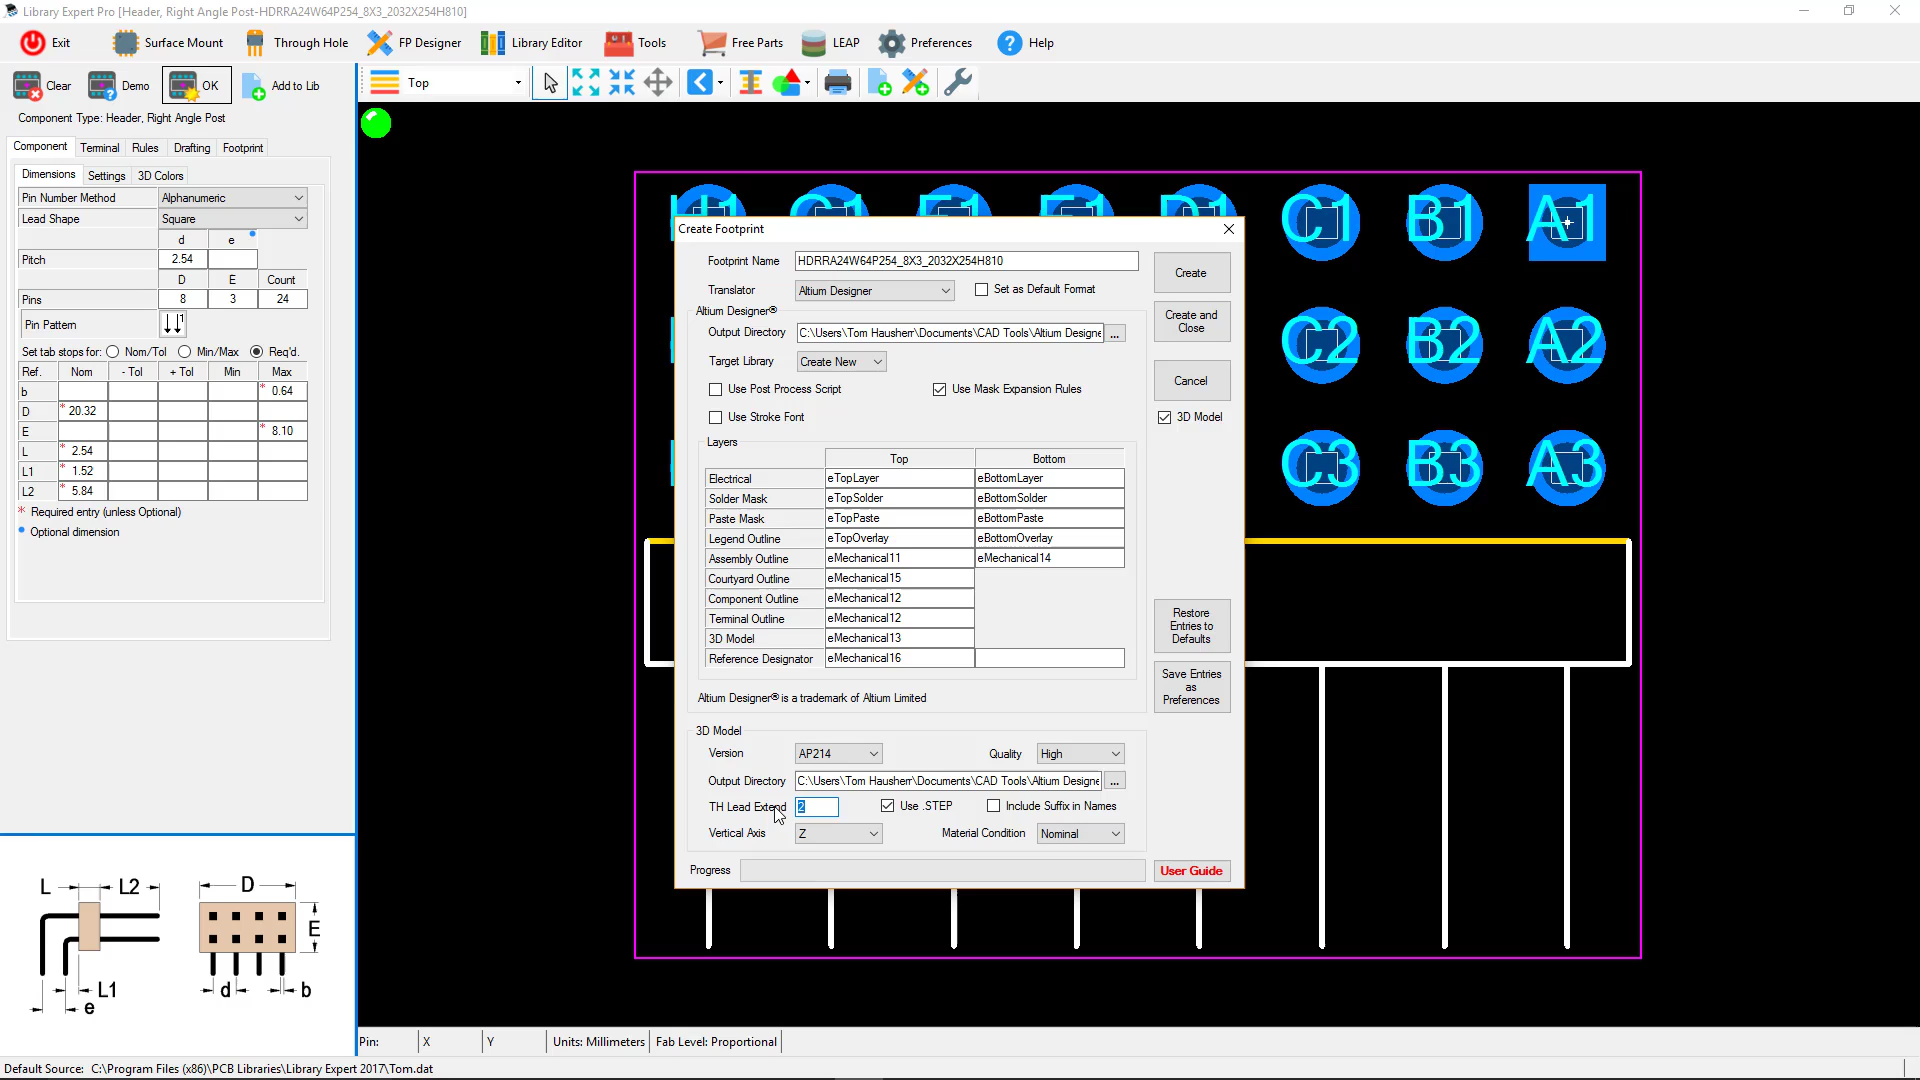 Library Expert Pro [Header, Right Angle Post-HDRRA24W64P254_8X3_2032X254H810]
Exit Surface Mount Through Hole FP Designer Library Editor Tools Free Parts LEAP Preferences Help
Clear Demo OK Add to Lib Top
Component Type: Header, Right Angle Post
Component Terminal Rules Drafting Footprint
Dimensions Settings 3D Colors
Pin Number Method Alphanumeric
Lead Shape Square
d e
Pitch 2.54
D E Count
Pins 8 3 24
Pin Pattern 1
Set tab stops for: Nom/Tol Min/Max Req'd.
Ref. Nom - Tol + Tol Min Max
b * 0.64
D * 20.32
E * 8.10
L * 2.54
L1 * 1.52
L2 * 5.84
* Required entry (unless Optional)
Optional dimension
L L2 D
E
L1 d b
e
C1 B1 A1
C2 B2 A2
C3 B3 A3
Create Footprint
Footprint Name HDRRA24W64P254_8X3_2032X254H810
Create
Translator Altium Designer Set as Default Format
Altium Designer®
Create and
Close
Output Directory C:\Users\Tom Hausherr\Documents\CAD Tools\Altium Designe ...
Target Library Create New
Cancel
Use Post Process Script Use Mask Expansion Rules
Use Stroke Font
3D Model
Layers
Top Bottom
Electrical eTopLayer eBottomLayer
Solder Mask eTopSolder eBottomSolder
Paste Mask eTopPaste eBottomPaste
Legend Outline eTopOverlay eBottomOverlay
Assembly Outline eMechanical11 eMechanical14
Courtyard Outline eMechanical15
Component Outline eMechanical12
Terminal Outline eMechanical12
3D Model eMechanical13
Reference Designator eMechanical16
Restore
Entries to
Defaults
Save Entries
as
Preferences
Altium Designer® is a trademark of Altium Limited
3D Model
Version AP214 Quality High
Output Directory C:\Users\Tom Hausherr\Documents\CAD Tools\Altium Designe ...
TH Lead Extend 2 Use .STEP Include Suffix in Names
Vertical Axis Z Material Condition Nominal
Progress User Guide
Pin: X Y Units: Millimeters Fab Level: Proportional
Default Source: C:\Program Files (x86)\PCB Libraries\Library Expert 2017\Tom.dat